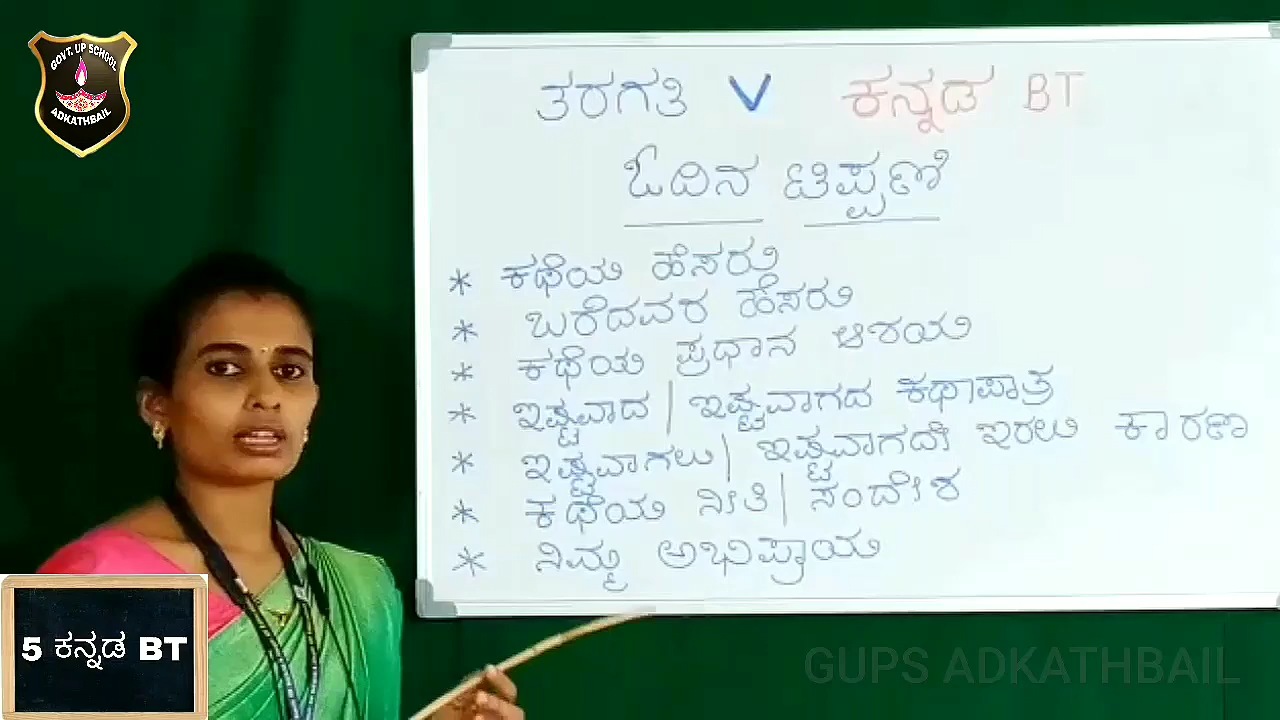 GOVT. UP SCHOOL
ADKATHBAIL
ತರಗತಿ V ಕನ್ನಡ BT
ಓದಿನ ಟಿಪ್ಪಣಿ
* ಕಥೆಯ ಹೆಸರು
* ಬರೆದವರ ಹೆಸರು
* ಕಥೆಯ ಪ್ರಧಾನ ಆಶಯ
* ಇಷ್ಟವಾದ | ಇಷ್ಟವಾಗದ ಕಥಾಪಾತ್ರ
* ಇಷ್ಟವಾಗಲು | ಇಷ್ಟವಾಗದೇ ಇರಲು ಕಾರಣ
* ಕಥೆಯ ನೀತಿ | ಸಂದೇಶ
* ನಿಮ್ಮ ಅಭಿಪ್ರಾಯ
5 ಕನ್ನಡ BT
GUPS ADKATHBAIL